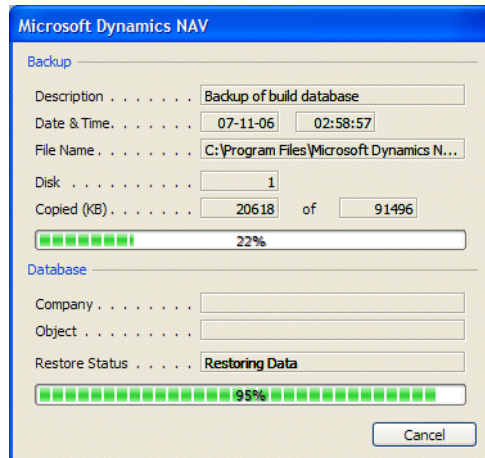 Microsoft Dynamics NAV
Backup
Description . . . . . . . Backup of build database
Date & Time. . . . . . . 07-11-06 02:58:57
File Name . . . . . . . . C:\Program Files\Microsoft Dynamics N...
Disk . . . . . . . . . . 1
Copied (KB) . . . . . . . 20618 of 91496
22%
Database
Company . . . . . . . .
Object . . . . . . . . .
Restore Status . . . . . Restoring Data
95%
Cancel